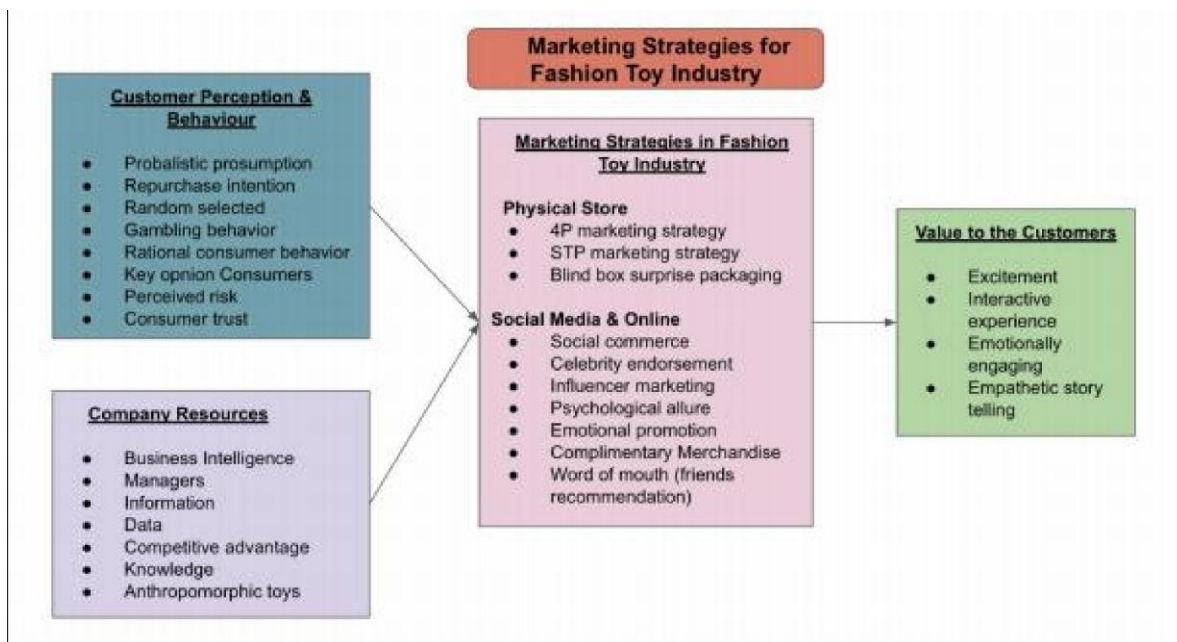 Marketing Strategies for
Fashion Toy Industry
Customer Perception &
Behaviour
● Probalistic prosumption
● Repurchase intention
● Random selected
● Gambling behavior
● Rational consumer behavior
● Key opnion Consumers
● Perceived risk
● Consumer trust
Company Resources
● Business Intelligence
● Managers
● Information
● Data
● Competitive advantage
● Knowledge
● Anthropomorphic toys
Marketing Strategies in Fashion
Toy Industry
Physical Store
● 4P marketing strategy
● STP marketing strategy
● Blind box surprise packaging
Social Media & Online
● Social commerce
● Celebrity endorsement
● Influencer marketing
● Psychological allure
● Emotional promotion
● Complimentary Merchandise
● Word of mouth (friends
recommendation)
Value to the Customers
● Excitement
● Interactive
experience
● Emotionally
engaging
● Empathetic story
telling